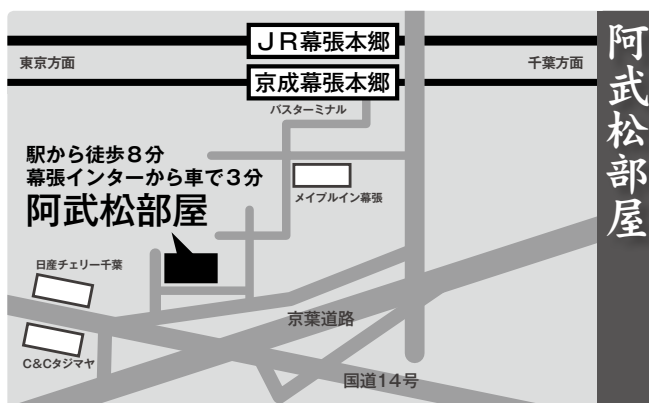 JR幕張本郷
東京方面
千葉方面
京成幕張本郷
バスターミナル
駅から徒歩8分
幕張インターから車で3分
阿武松部屋
メイプルイン幕張
日産チェリー千葉
C&Cタジマヤ
京葉道路
国道14号
阿武松部屋